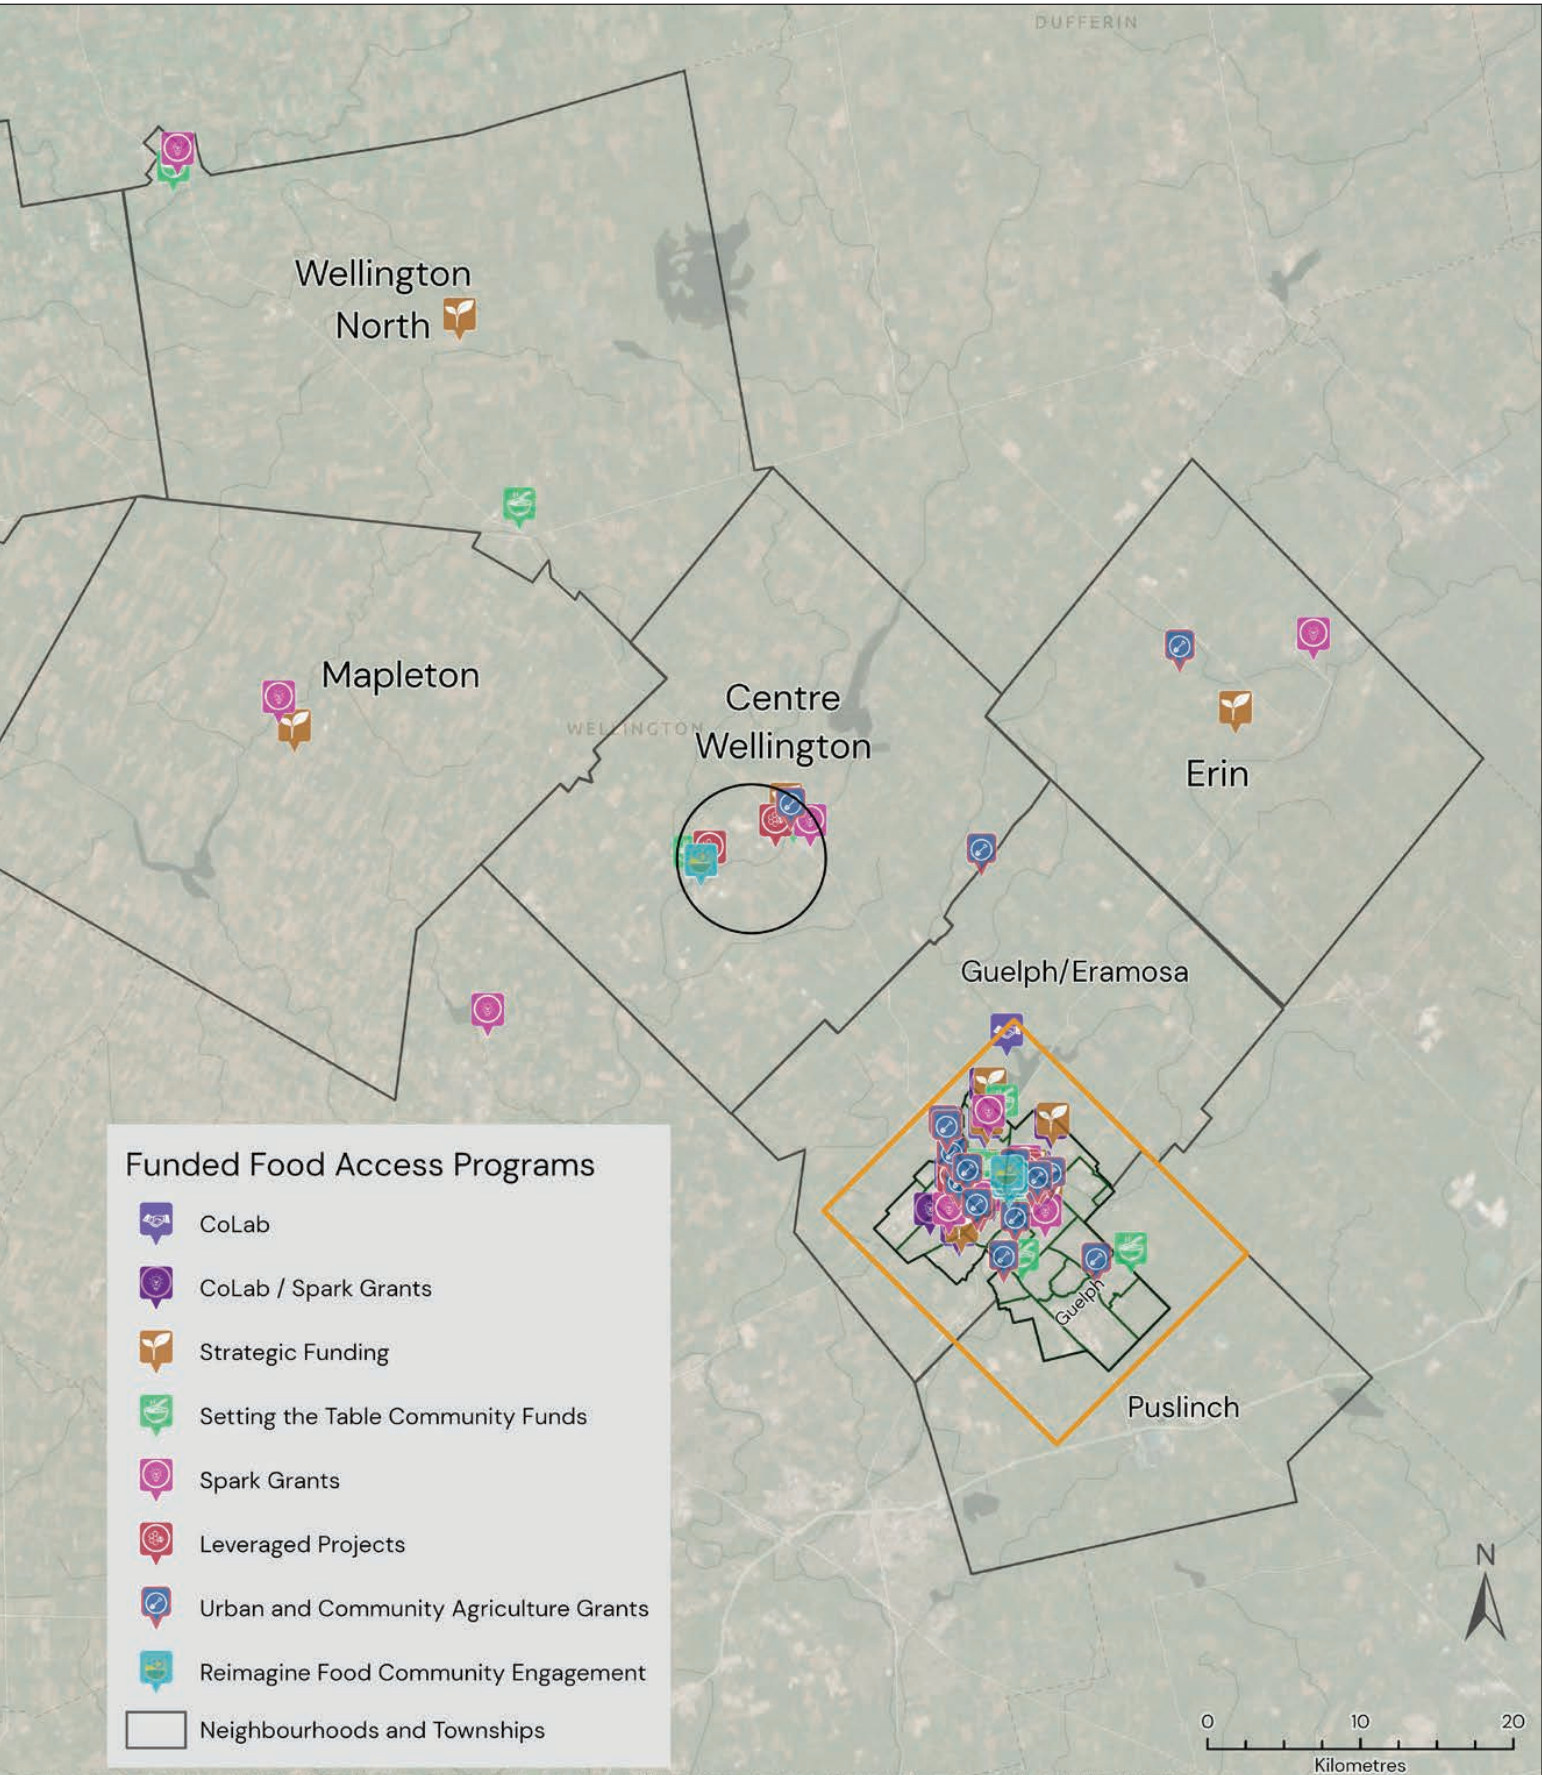 DUFFERIN
Wellington
North
Mapleton
WELLINGTON
Centre
Wellington
Erin
Guelph/Eramosa
Guelph
Puslinch
Funded Food Access Programs
CoLab
CoLab / Spark Grants
Strategic Funding
Setting the Table Community Funds
Spark Grants
Leveraged Projects
Urban and Community Agriculture Grants
Reimagine Food Community Engagement
Neighbourhoods and Townships
N
0 10 20
Kilometres